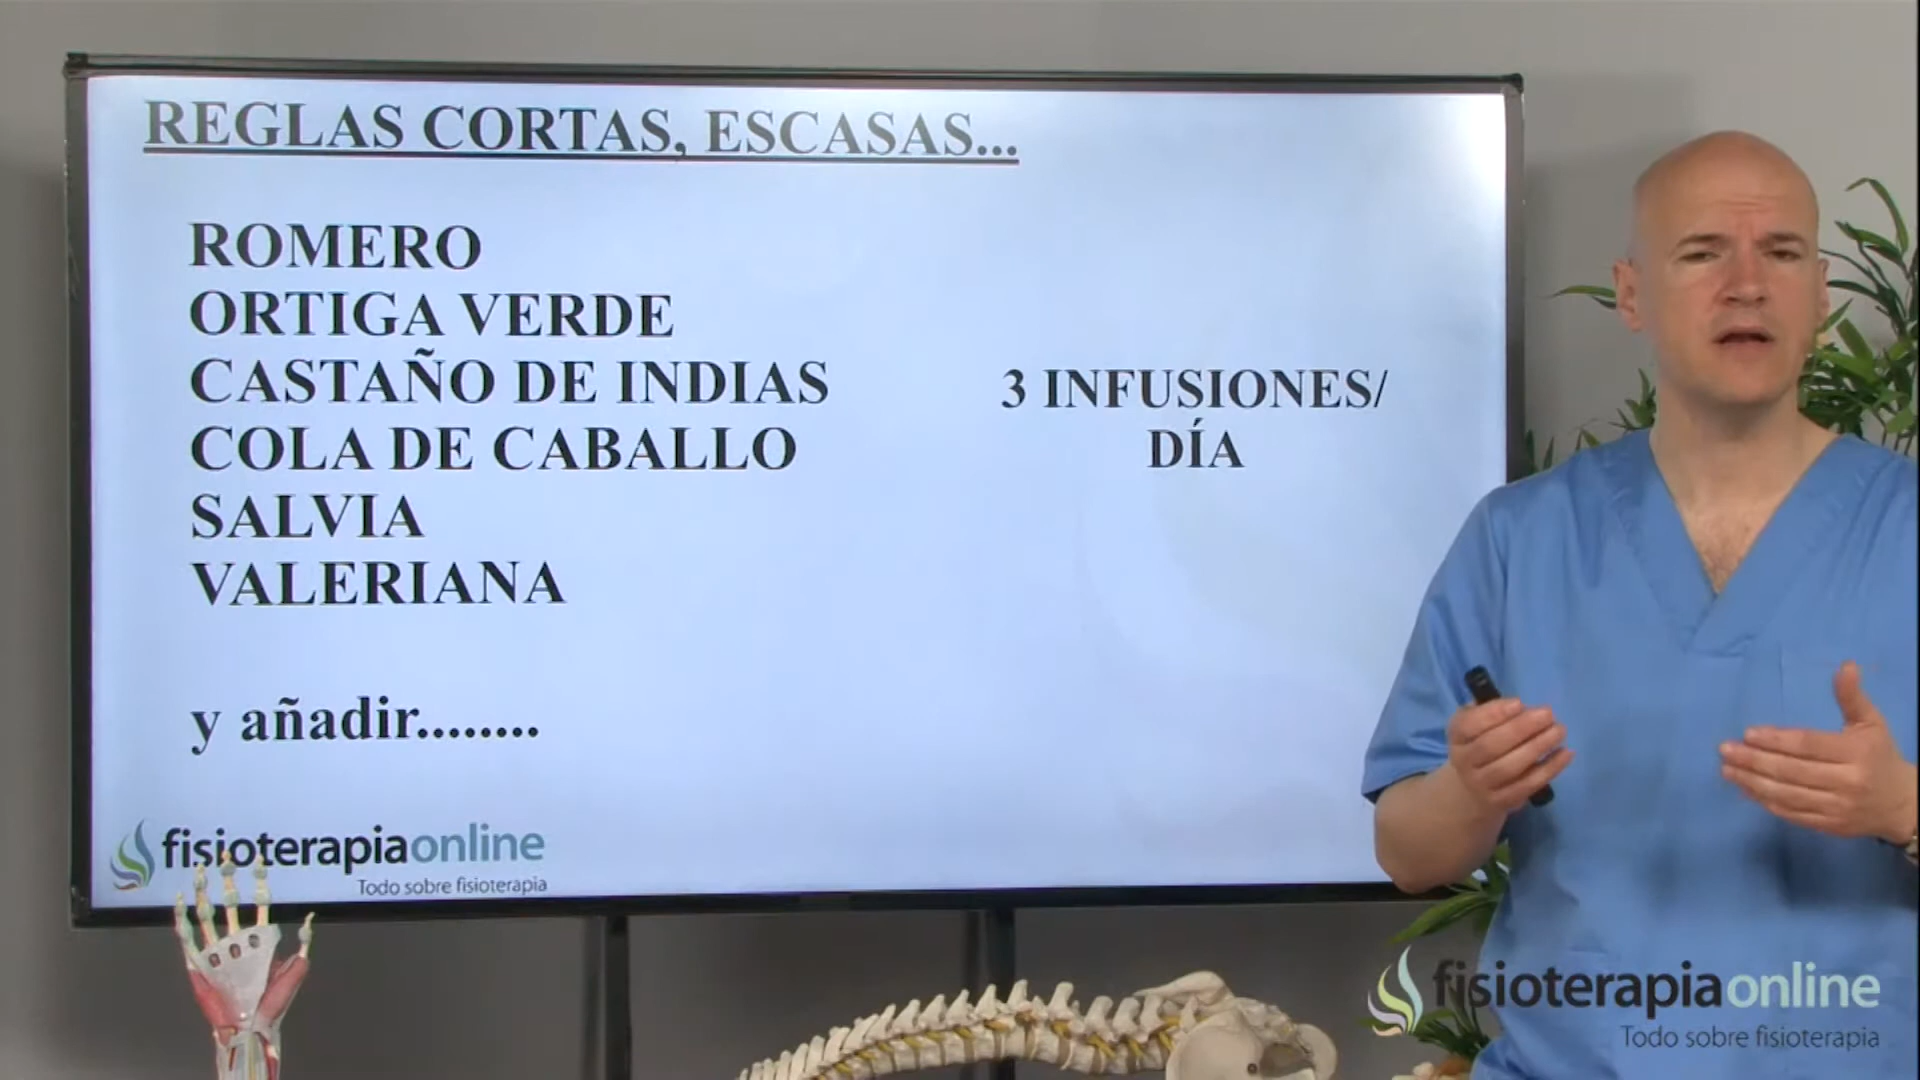 REGLAS CORTAS, ESCASAS...
ROMERO
ORTIGA VERDE
CASTAÑO DE INDIAS
COLA DE CABALLO
SALVIA
VALERIANA
y añadir........
3 INFUSIONES/
DÍA
fisioterapiaonline
Todo sobre fisioterapia
fisioterapiaonline
Todo sobre fisioterapia